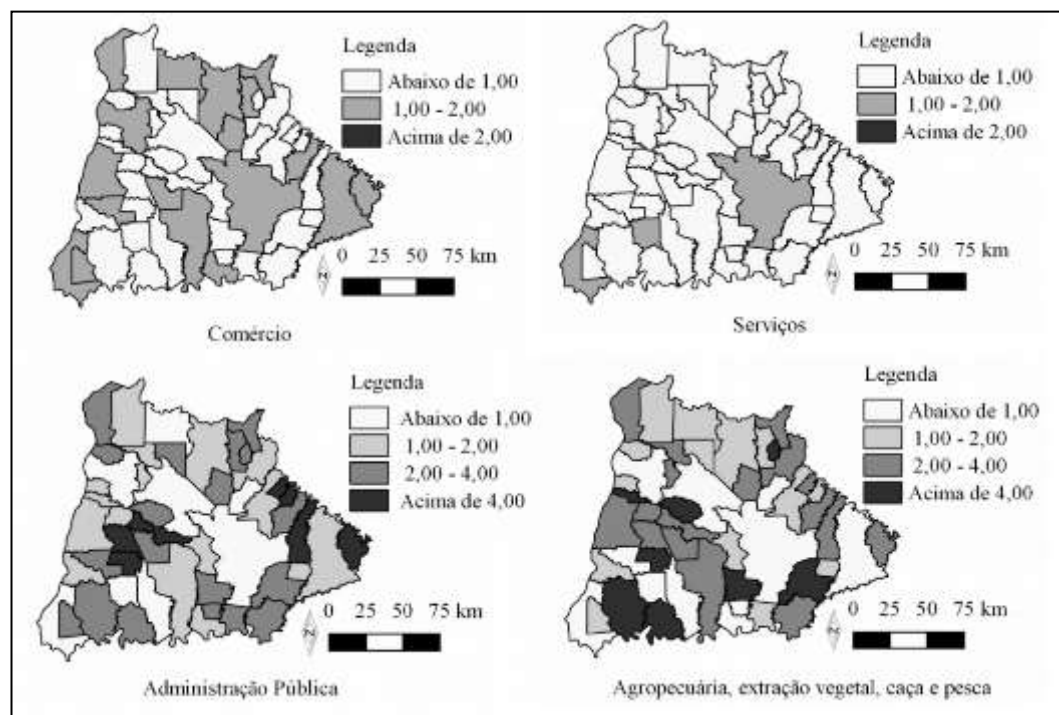 Legenda
Abaixo de 1,00
1,00 - 2,00
Acima de 2,00
0 25 50 75 km
N
Comércio
Legenda
Abaixo de 1,00
1,00 - 2,00
Acima de 2,00
0 25 50 75 km
N
Serviços
Legenda
Abaixo de 1,00
1,00 - 2,00
2,00 - 4,00
Acima de 4,00
0 25 50 75 km
N
Administração Pública
Legenda
Abaixo de 1,00
1,00 - 2,00
2,00 - 4,00
Acima de 4,00
0 25 50 75 km
N
Agropecuária, extração vegetal, caça e pesca